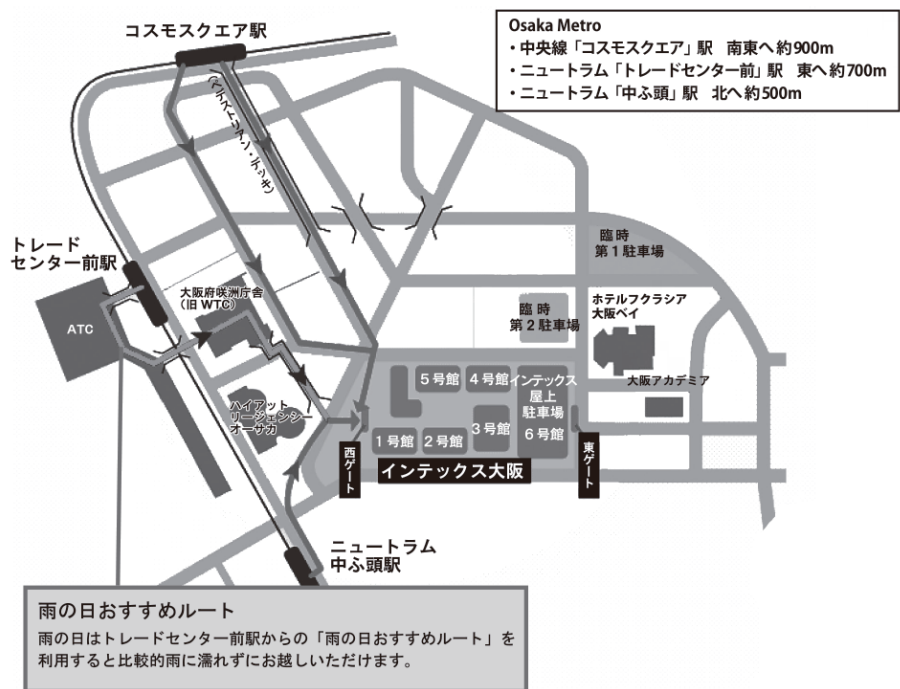 コスモスクエア駅
Osaka Metro
・中央線「コスモスクエア」駅　南東へ約900m
・ニュートラム「トレードセンター前」駅　東へ約700m
・ニュートラム「中ふ頭」駅　北へ約500m
(ペデストリアン・デッキ)
トレード
センター前駅
臨時
第1駐車場
大阪府咲洲庁舎
(旧WTC)
ATC
臨時
第2駐車場
ホテルフクラシア
大阪ベイ
大阪アカデミア
5号館
4号館
インテックス
屋上
駐車場
ハイアット
リージェンシー
オーサカ
1号館
2号館
3号館
6号館
西ゲート
インテックス大阪
東ゲート
ニュートラム
中ふ頭駅
雨の日おすすめルート
雨の日はトレードセンター前駅からの「雨の日おすすめルート」を
利用すると比較的雨に濡れずにお越しいただけます。